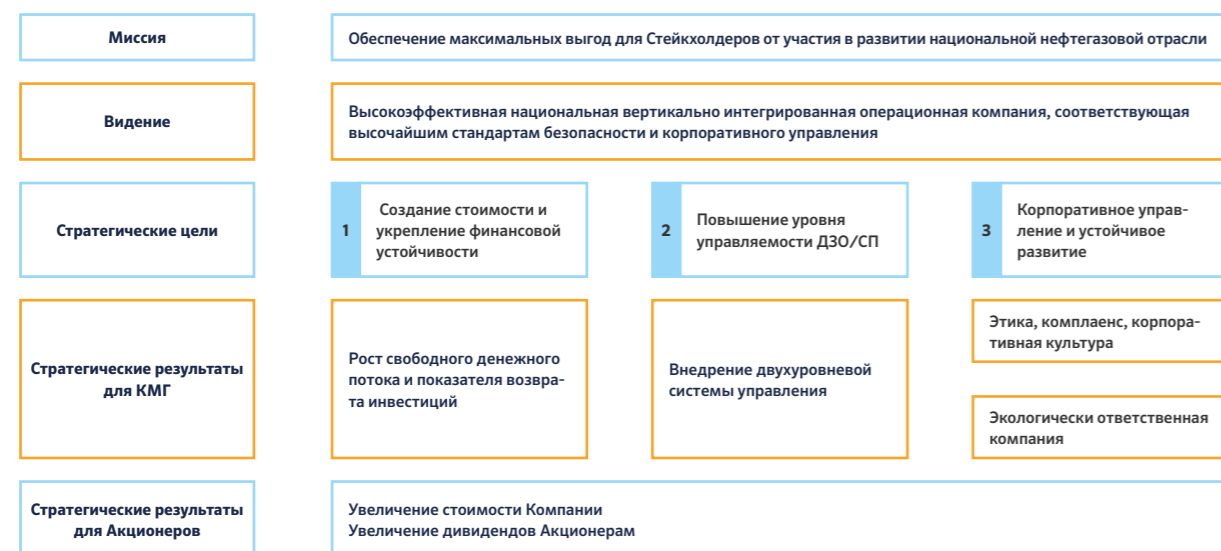 Миссия
Обеспечение максимальных выгод для Стейкхолдеров от участия в развитии национальной нефтегазовой отрасли
Видение
Высокоэффективная национальная вертикально интегрированная операционная компания, соответствующая
высочайшим стандартам безопасности и корпоративного управления
Стратегические цели
1
Создание стоимости и
укрепление финансовой
устойчивости
2
Повышение уровня
управляемости ДЗО/СП
3
Корпоративное управ-
ление и устойчивое
развитие
Стратегические результаты
для КМГ
Рост свободного денежного
потока и показателя возвра-
та инвестиций
Внедрение двухуровневой
системы управления
Этика, комплаенс, корпора-
тивная культура
Экологически ответственная
компания
Стратегические результаты
для Акционеров
Увеличение стоимости Компании
Увеличение дивидендов Акционерам